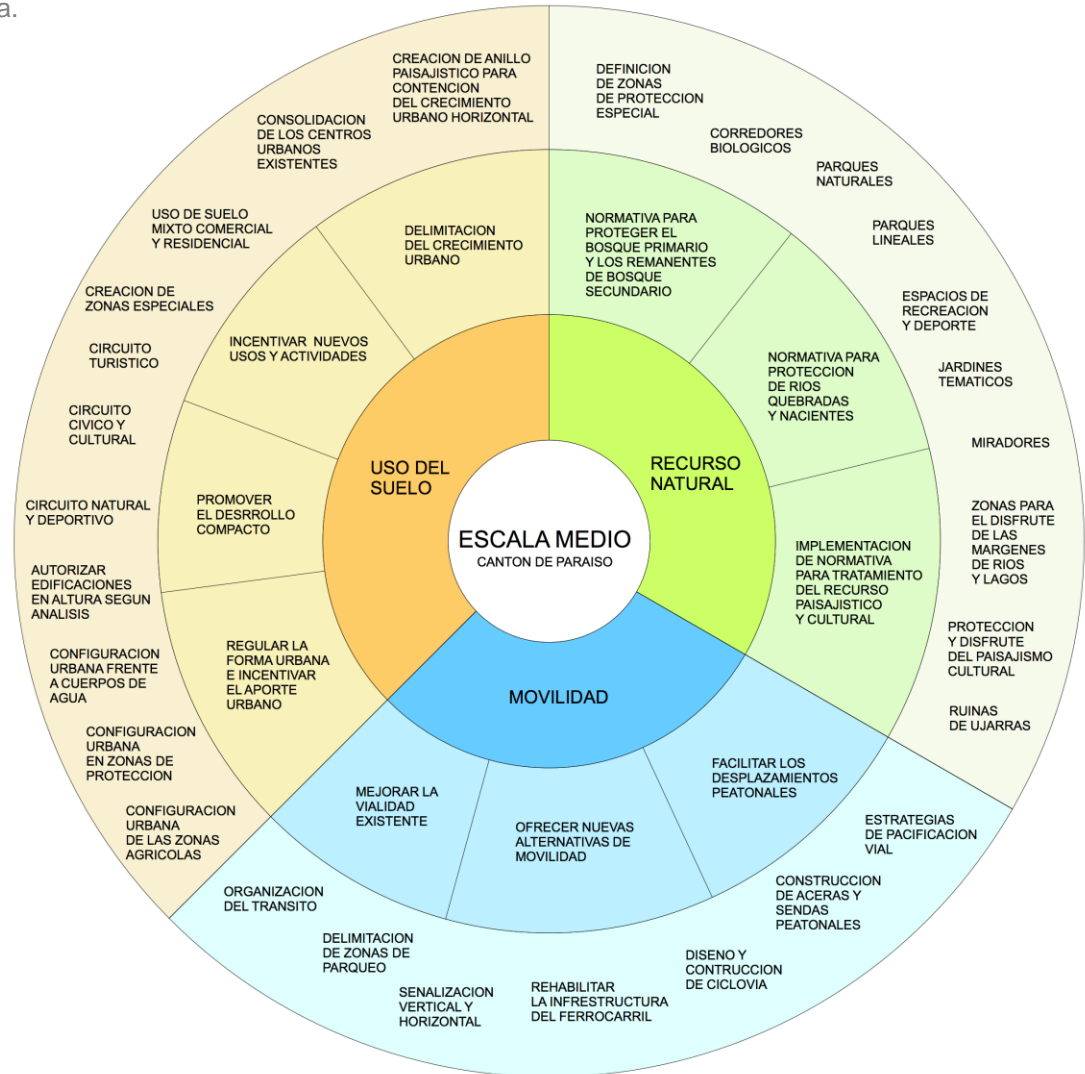 a.
ESCALA MEDIO
CANTON DE PARAISO
USO DEL
SUELO
RECURSO
NATURAL
MOVILIDAD
DELIMITACION
DEL CRECIMIENTO
URBANO
INCENTIVAR NUEVOS
USOS Y ACTIVIDADES
PROMOVER
EL DESRROLLO
COMPACTO
REGULAR LA
FORMA URBANA
E INCENTIVAR
EL APORTE
URBANO
NORMATIVA PARA
PROTEGER EL
BOSQUE PRIMARIO
Y LOS REMANENTES
DE BOSQUE
SECUNDARIO
NORMATIVA PARA
PROTECCION
DE RIOS
QUEBRADAS
Y NACIENTES
IMPLEMENTACION
DE NORMATIVA
PARA TRATAMIENTO
DEL RECURSO
PAISAJISTICO
Y CULTURAL
MEJORAR LA
VIALIDAD
EXISTENTE
OFRECER NUEVAS
ALTERNATIVAS DE
MOVILIDAD
FACILITAR LOS
DESPLAZAMIENTOS
PEATONALES
CREACION DE ANILLO
PAISAJISTICO PARA
CONTENCION
DEL CRECIMIENTO
URBANO HORIZONTAL
CONSOLIDACION
DE LOS CENTROS
URBANOS
EXISTENTES
USO DE SUELO
MIXTO COMERCIAL
Y RESIDENCIAL
CREACION DE
ZONAS ESPECIALES
CIRCUITO
TURISTICO
CIRCUITO
CIVICO Y
CULTURAL
CIRCUITO NATURAL
Y DEPORTIVO
AUTORIZAR
EDIFICACIONES
EN ALTURA SEGUN
ANALISIS
CONFIGURACION
URBANA FRENTE
A CUERPOS DE
AGUA
CONFIGURACION
URBANA
EN ZONAS DE
PROTECCION
CONFIGURACION
URBANA
DE LAS ZONAS
AGRICOLAS
DEFINICION
DE ZONAS
DE PROTECCION
ESPECIAL
CORREDORES
BIOLOGICOS
PARQUES
NATURALES
PARQUES
LINEALES
ESPACIOS DE
RECREACION
Y DEPORTE
JARDINES
TEMATICOS
MIRADORES
ZONAS PARA
EL DISFRUTE
DE LAS
MARGENES
DE RIOS
Y LAGOS
PROTECCION
Y DISFRUTE
DEL PAISAJISMO
CULTURAL
RUINAS
DE UJARRAS
ESTRATEGIAS
DE PACIFICACION
VIAL
CONSTRUCCION
DE ACERAS Y
SENDAS
PEATONALES
DISENO Y
CONTRUCCION
DE CICLOVIA
REHABILITAR
LA INFRESTRUCTURA
DEL FERROCARRIL
SENALIZACION
VERTICAL Y
HORIZONTAL
DELIMITACION
DE ZONAS DE
PARQUEO
ORGANIZACION
DEL TRANSITO